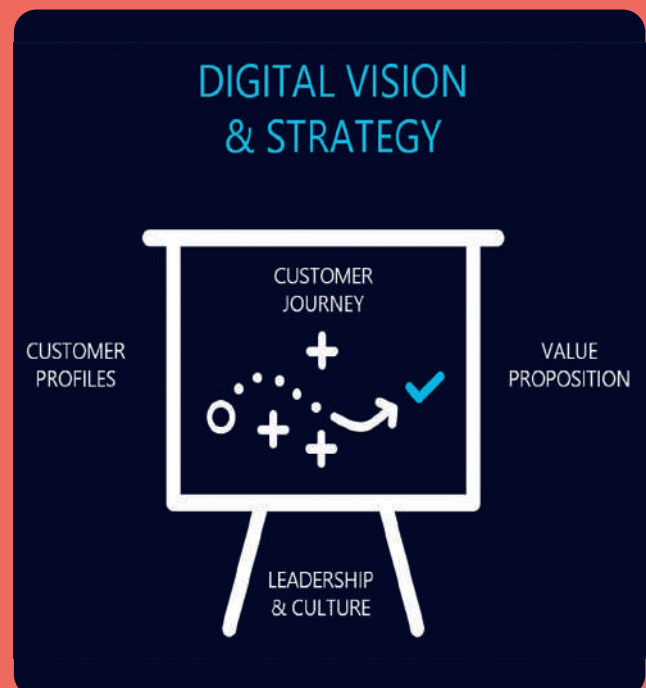 DIGITAL VISION
& STRATEGY
CUSTOMER
JOURNEY
CUSTOMER
PROFILES
VALUE
PROPOSITION
LEADERSHIP
& CULTURE